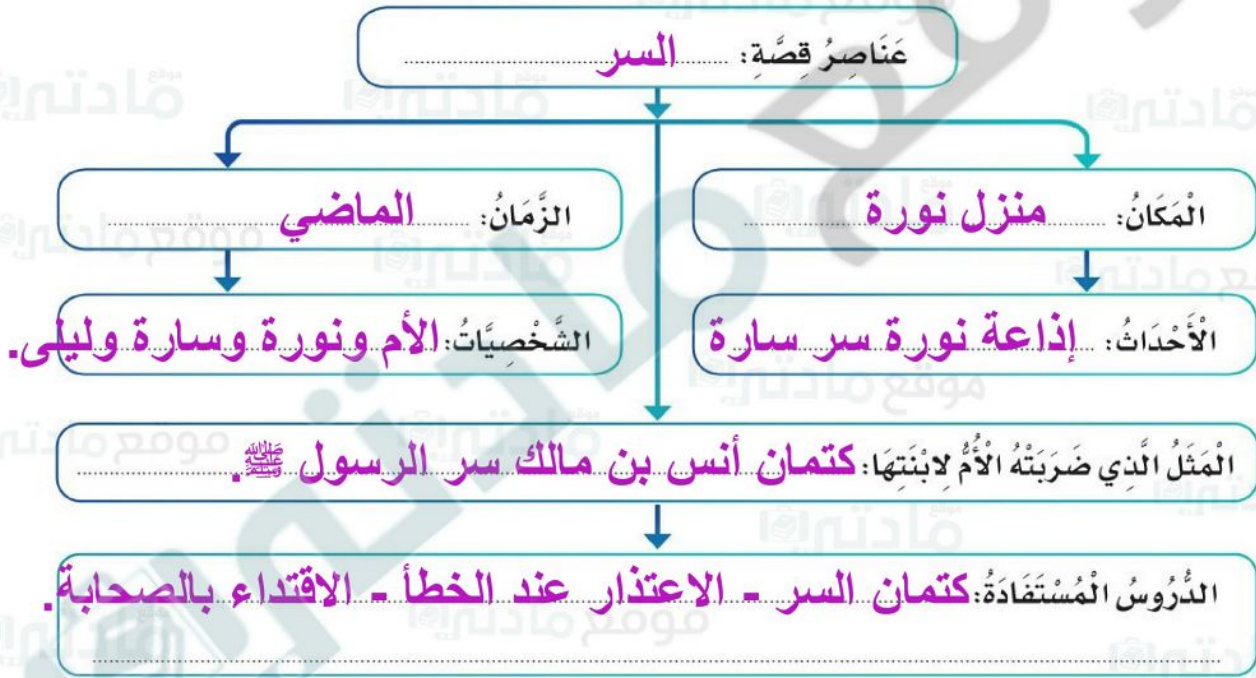 عَنَاصِرُ قِصَّةِ: السر
الْمَكَانُ: منزل نورة
الزَّمَانُ: الماضي
الْأَحْدَاثُ: إذاعة نورة سر سارة
الشَّخْصِيَّاتُ: الأم ونورة وسارة وليلى.
الْمَثَلُ الَّذِي ضَرَبَتْهُ الْأُمُّ لِابْنَتِهَا: كتمان أنس بن مالك سر الرسول ﷺ.
الدُّرُوسُ الْمُسْتَفَادَةُ: كتمان السر - الاعتذار عند الخطأ - الاقتداء بالصحابة.
موقع مادتي